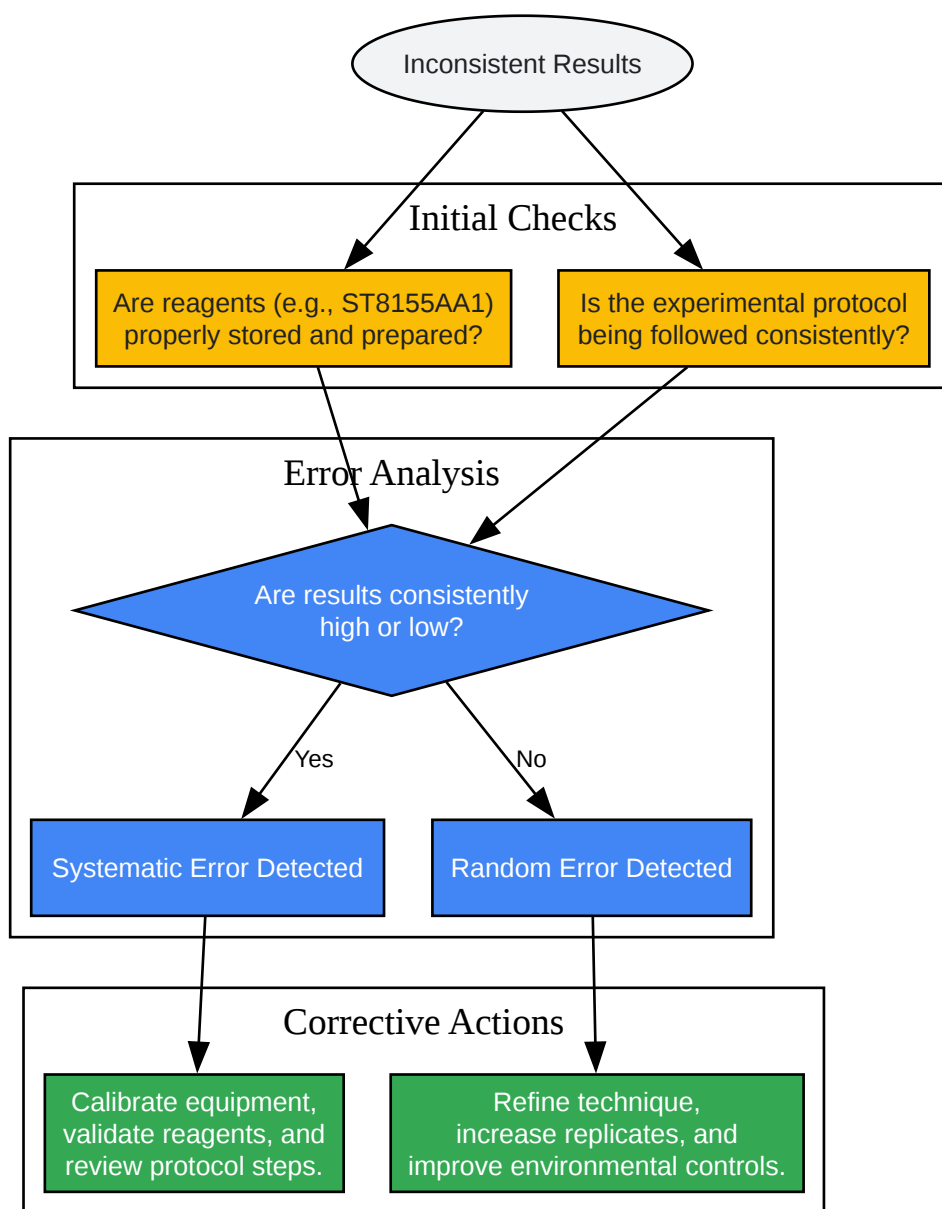 Inconsistent Results
Initial Checks
Are reagents (e.g., ST8155AA1)
properly stored and prepared?
Is the experimental protocol
being followed consistently?
Error Analysis
Are results consistently
high or low?
Yes
No
Systematic Error Detected
Random Error Detected
Corrective Actions
Calibrate equipment,
validate reagents, and
review protocol steps.
Refine technique,
increase replicates, and
improve environmental controls.